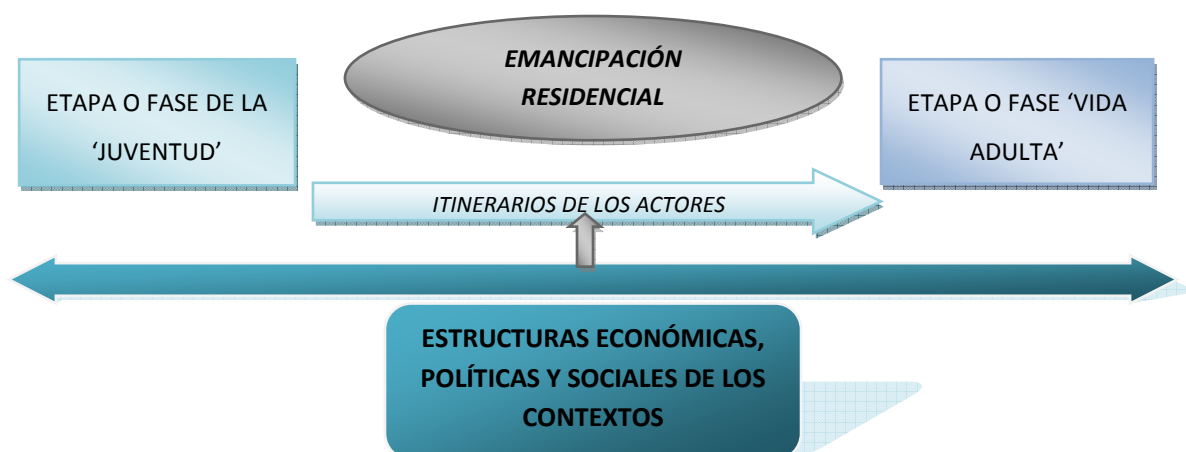 EMANCIPACIÓN
RESIDENCIAL
ETAPA O FASE DE LA
‘JUVENTUD’
ETAPA O FASE ‘VIDA
ADULTA’
ITINERARIOS DE LOS ACTORES
ESTRUCTURAS ECONÓMICAS,
POLÍTICAS Y SOCIALES DE LOS
CONTEXTOS